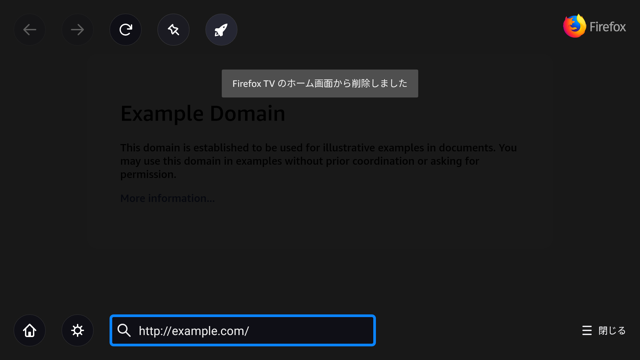 Firefox
Firefox TV のホーム画面から削除しました
Example Domain
This domain is established to be used for illustrative examples in documents. You
may use this domain in examples without prior coordination or asking for
permission.
More information...
http://example.com/
閉じる